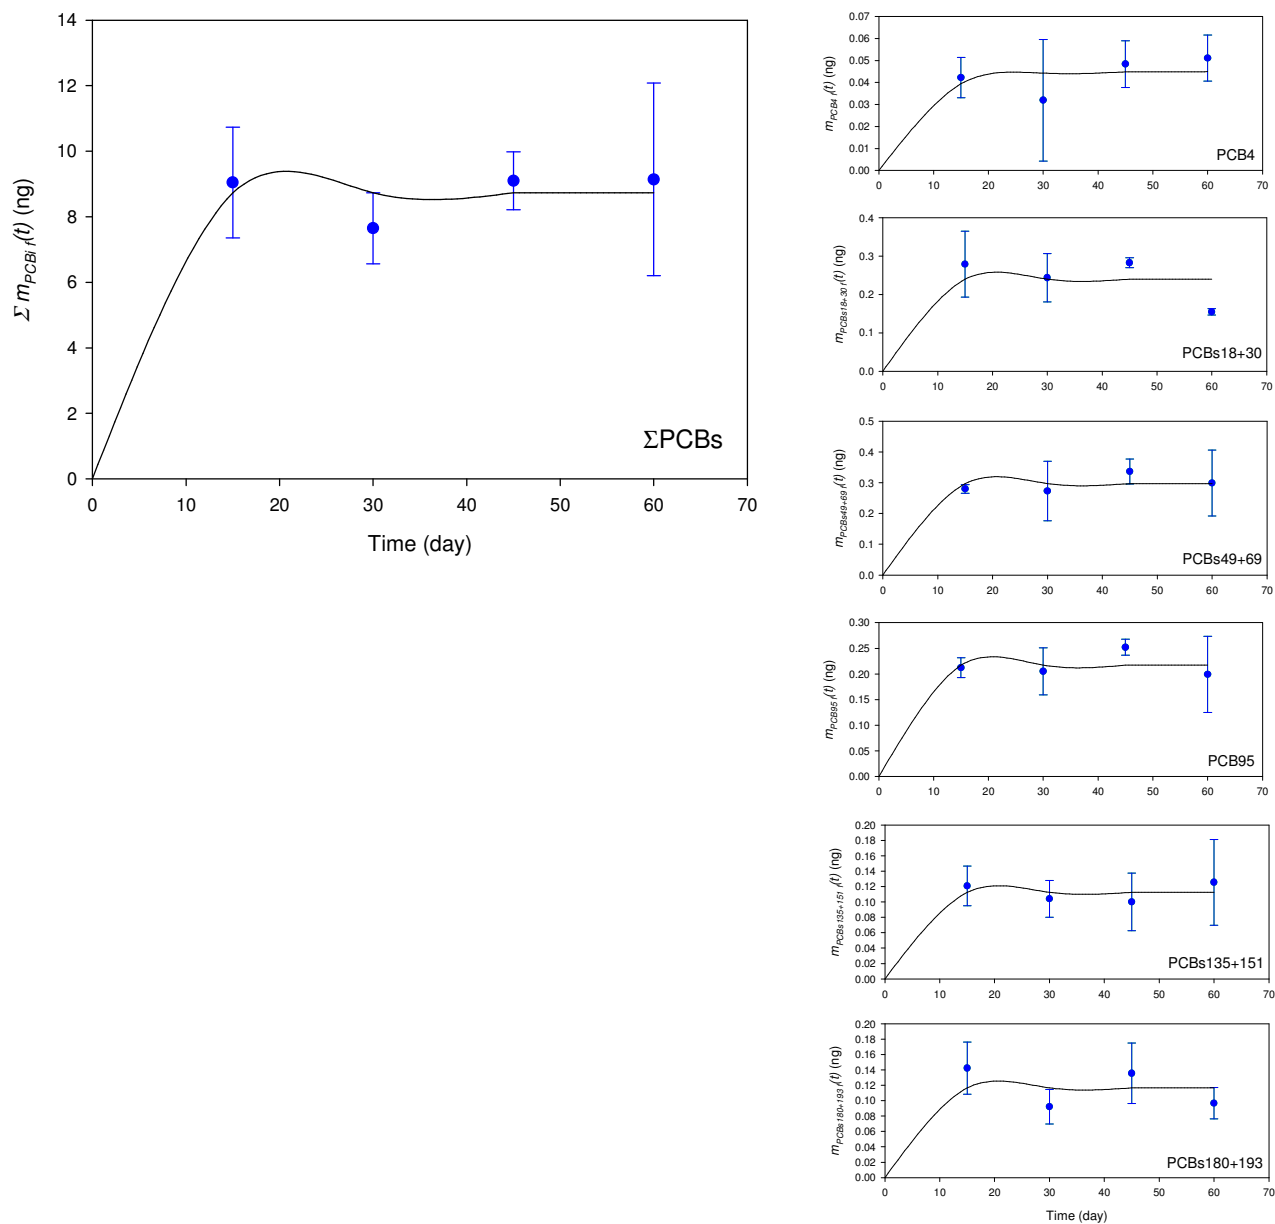 14
12
10
8
6
4
2
0
Σ m PCBi f(t) (ng)
ΣPCBs
0 10 20 30 40 50 60 70
Time (day)
0.07
0.06
0.05
0.04
0.03
0.02
0.01
0.00
m PCB4 f(t) (ng)
PCB4
0 10 20 30 40 50 60 70
0.4
0.3
0.2
0.1
0.0
m PCBs18+30 f(t) (ng)
PCBs18+30
0 10 20 30 40 50 60 70
0.5
0.4
0.3
0.2
0.1
0.0
m PCBs49+69 f(t) (ng)
PCBs49+69
0 10 20 30 40 50 60 70
0.30
0.25
0.20
0.15
0.10
0.05
0.00
m PCB95 f(t) (ng)
PCB95
0 10 20 30 40 50 60 70
0.20
0.18
0.16
0.14
0.12
0.10
0.08
0.06
0.04
0.02
0.00
m PCBs135+151 f(t) (ng)
PCBs135+151
0 10 20 30 40 50 60 70
0.20
0.18
0.16
0.14
0.12
0.10
0.08
0.06
0.04
0.02
0.00
m PCBs180+193 f(t) (ng)
PCBs180+193
0 10 20 30 40 50 60 70
Time (day)